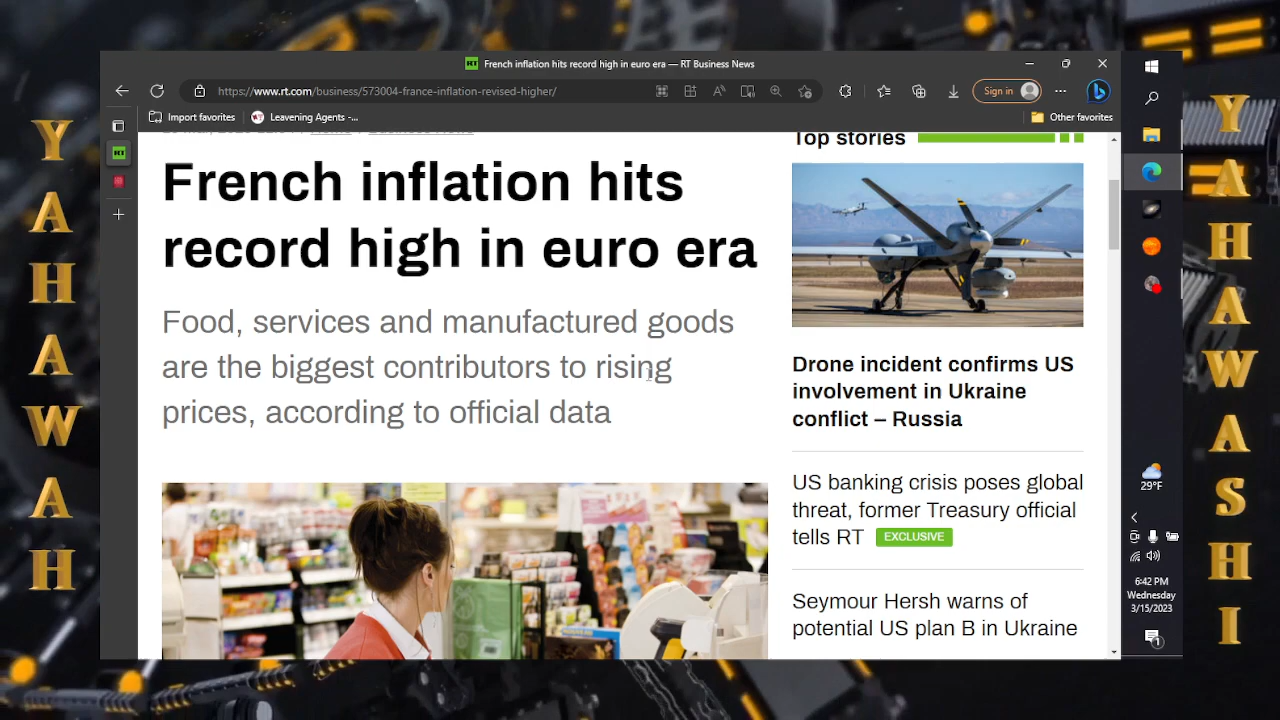 YAHAWAH
French inflation hits record high in euro era — RT Business News
https://www.rt.com/business/573004-france-inflation-revised-higher/
Sign in
Import favorites
Leavening Agents -...
Other favorites
French inflation hits
record high in euro era
Food, services and manufactured goods
are the biggest contributors to rising
prices, according to official data
Top stories
Drone incident confirms US
involvement in Ukraine
conflict – Russia
US banking crisis poses global
threat, former Treasury official
tells RT EXCLUSIVE
Seymour Hersh warns of
potential US plan B in Ukraine
29°F
6:42 PM
Wednesday
3/15/2023
1
YAHAWASHI